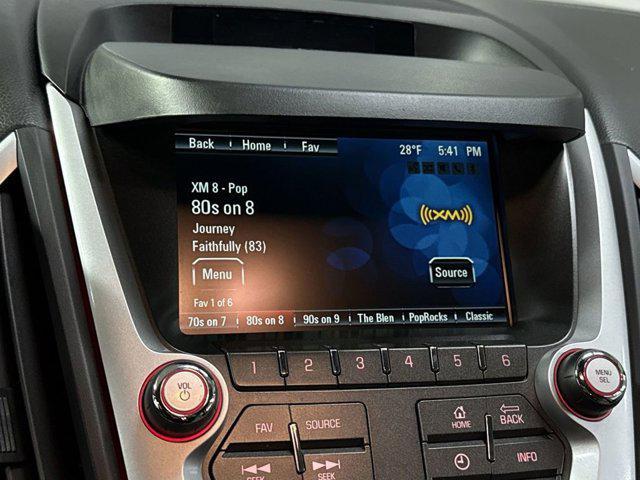 Back Home Fav
28°F 5:41 PM
XM 8 - Pop
80s on 8
Journey
Faithfully (83)
((XM))
Menu
Source
Fav 1 of 6
70s on 7 80s on 8 90s on 9 The Blen PopRocks Classic
1 2 3 4 5 6
VOL
MENU
SEL
FAV SOURCE
HOME BACK
SEEK SEEK
INFO